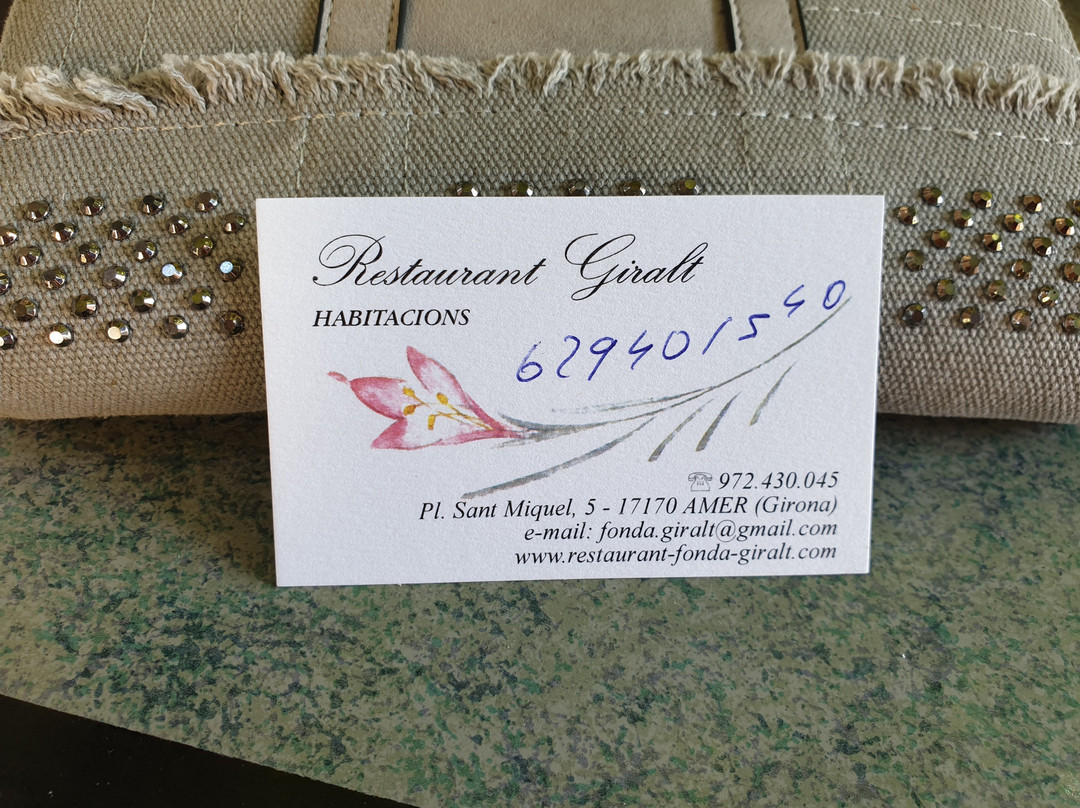 Restaurant Giralt
HABITACIONS
629401540
☏ 972.430.045
Pl. Sant Miquel, 5 - 17170 AMER (Girona)
e-mail: fonda.giralt@gmail.com
www.restaurant-fonda-giralt.com